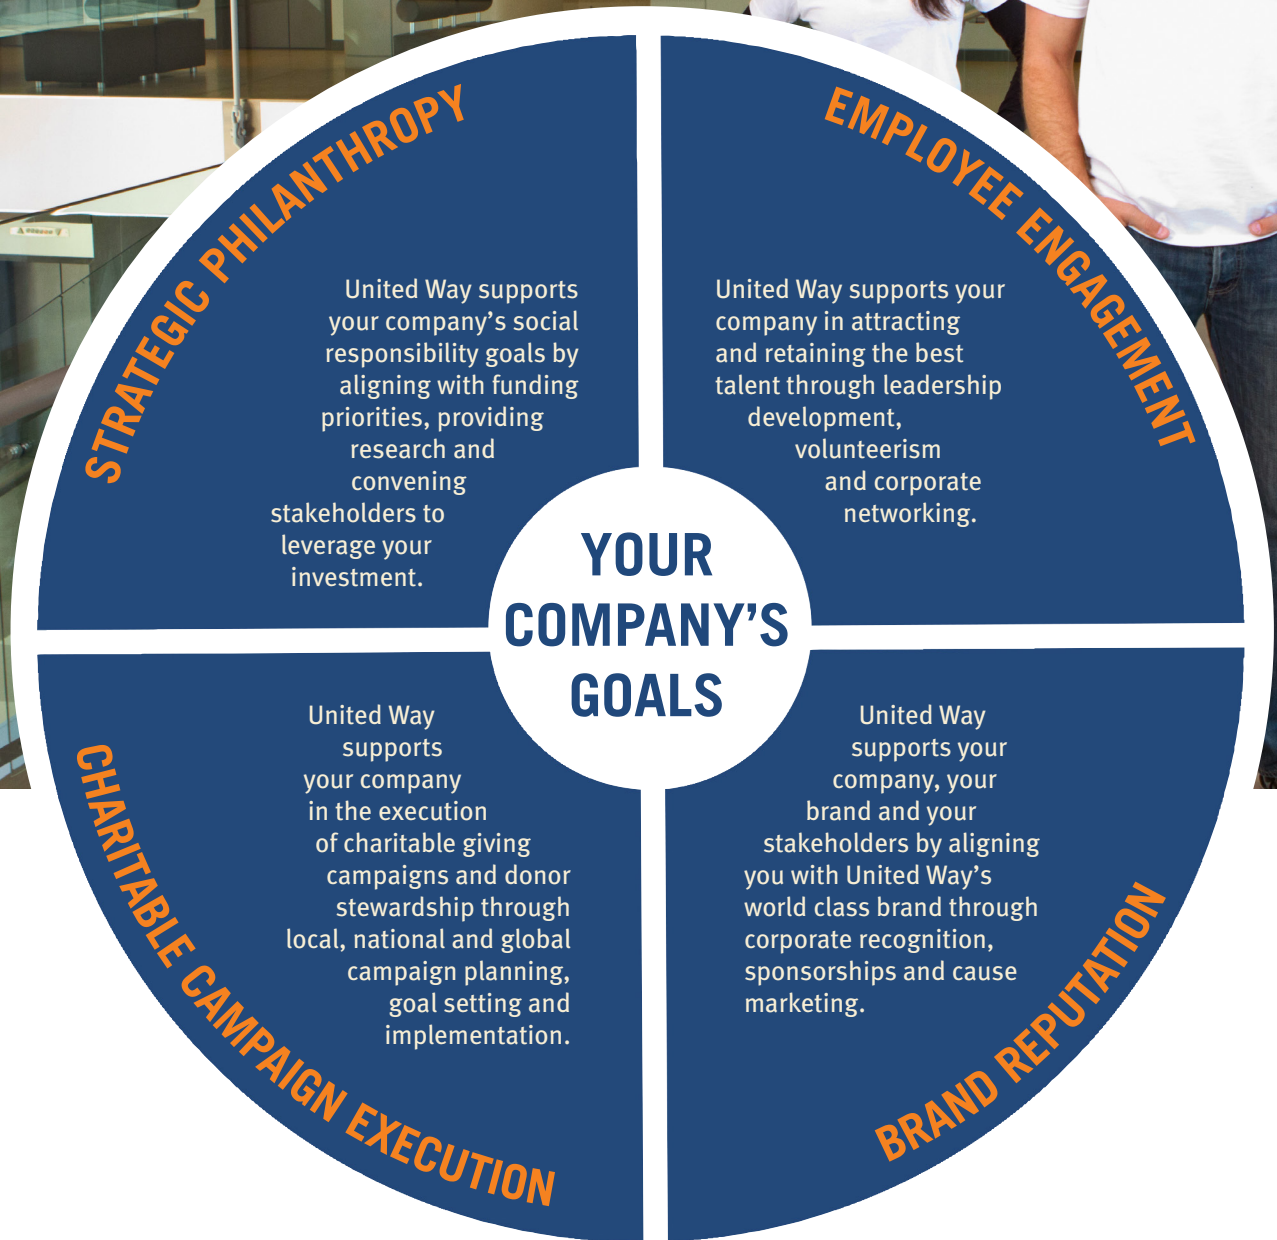 STRATEGIC PHILANTHROPY
United Way supports
your company’s social
responsibility goals by
aligning with funding
priorities, providing
research and
convening
stakeholders to
leverage your
investment.
EMPLOYEE ENGAGEMENT
United Way supports your
company in attracting
and retaining the best
talent through leadership
development,
volunteerism
and corporate
networking.
YOUR
COMPANY’S
GOALS
CHARITABLE CAMPAIGN EXECUTION
United Way
supports
your company
in the execution
of charitable giving
campaigns and donor
stewardship through
local, national and global
campaign planning,
goal setting and
implementation.
BRAND REPUTATION
United Way
supports your
company, your
brand and your
stakeholders by aligning
you with United Way’s
world class brand through
corporate recognition,
sponsorships and cause
marketing.